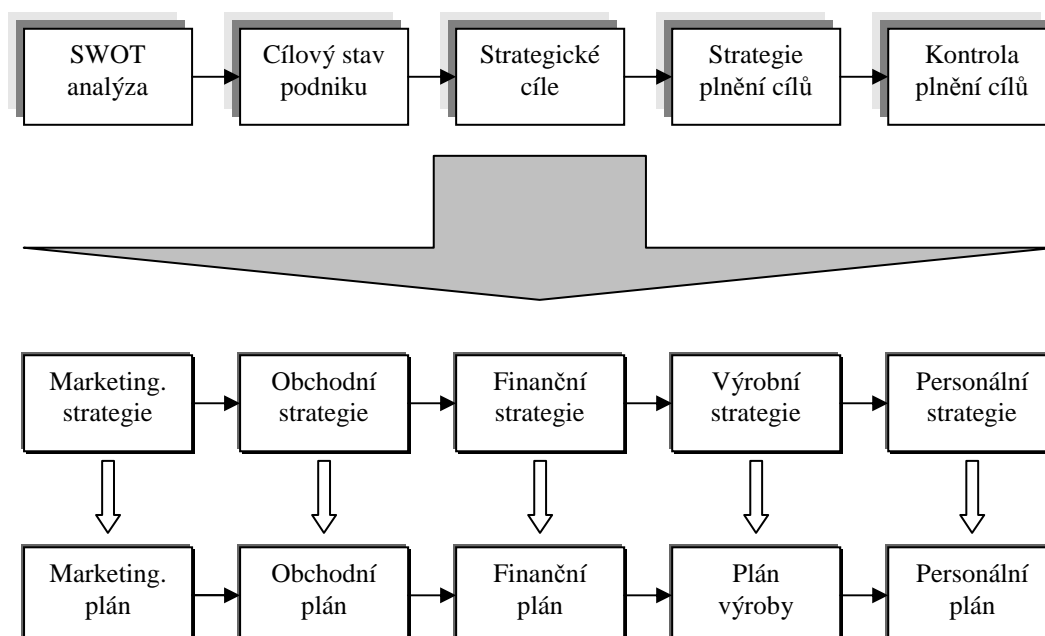 SWOT
analýza
Cílový stav
podniku
Strategické
cíle
Strategie
plnění cílů
Kontrola
plnění cílů
Marketing.
strategie
Obchodní
strategie
Finanční
strategie
Výrobní
strategie
Personální
strategie
Marketing.
plán
Obchodní
plán
Finanční
plán
Plán
výroby
Personální
plán